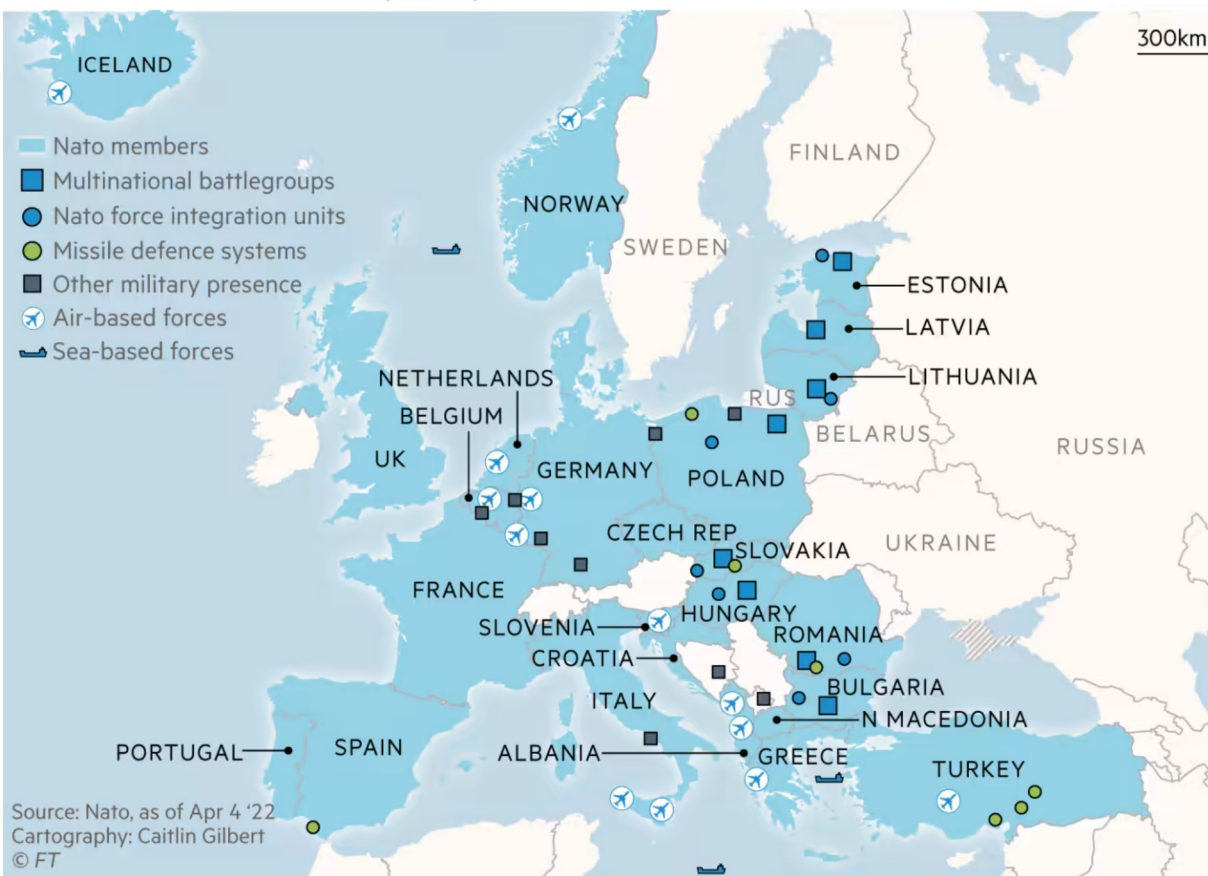 300km
ICELAND
Nato members
Multinational battlegroups
Nato force integration units
Missile defence systems
Other military presence
Air-based forces
Sea-based forces
FINLAND
NORWAY
SWEDEN
ESTONIA
LATVIA
LITHUANIA
NETHERLANDS
BELGIUM
RUS
BELARUS
RUSSIA
UK
GERMANY
POLAND
CZECH REP
SLOVAKIA
UKRAINE
FRANCE
HUNGARY
SLOVENIA
ROMANIA
CROATIA
BULGARIA
ITALY
N MACEDONIA
PORTUGAL
SPAIN
ALBANIA
GREECE
TURKEY
Source: Nato, as of Apr 4 ‘22
Cartography: Caitlin Gilbert
© FT